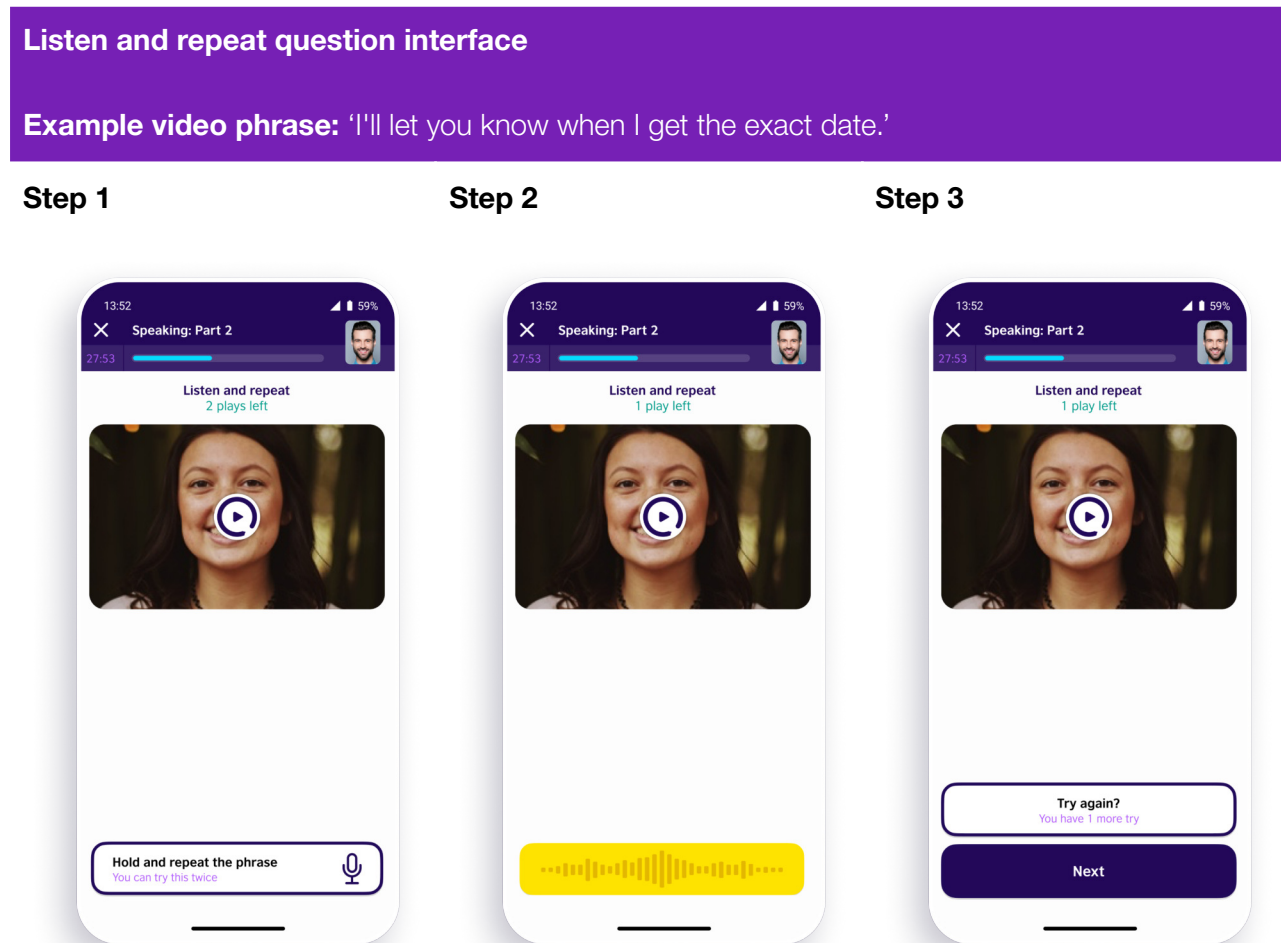 Listen and repeat question interface
Example video phrase: ‘I'll let you know when I get the exact date.’
Step 1
13:52
59%
Speaking: Part 2
27:53
Listen and repeat
2 plays left
Hold and repeat the phrase
You can try this twice
Step 2
13:52
59%
Speaking: Part 2
27:53
Listen and repeat
1 play left
Step 3
13:52
59%
Speaking: Part 2
27:53
Listen and repeat
1 play left
Try again?
You have 1 more try
Next